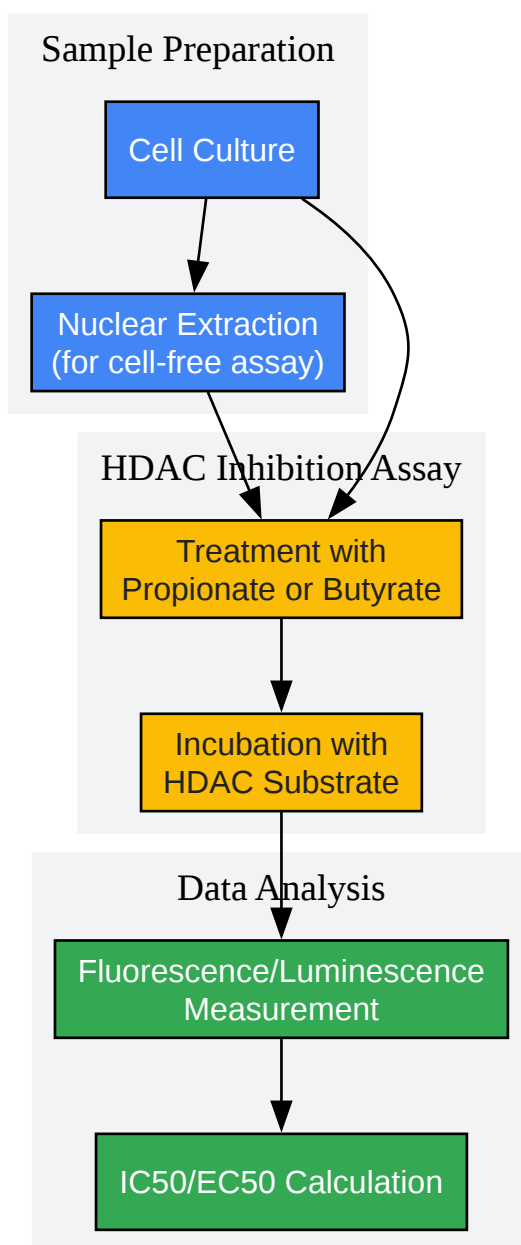 Sample Preparation
Cell Culture
Nuclear Extraction
(for cell-free assay)
HDAC Inhibition Assay
Treatment with
Propionate or Butyrate
Incubation with
HDAC Substrate
Data Analysis
Fluorescence/Luminescence
Measurement
IC50/EC50 Calculation